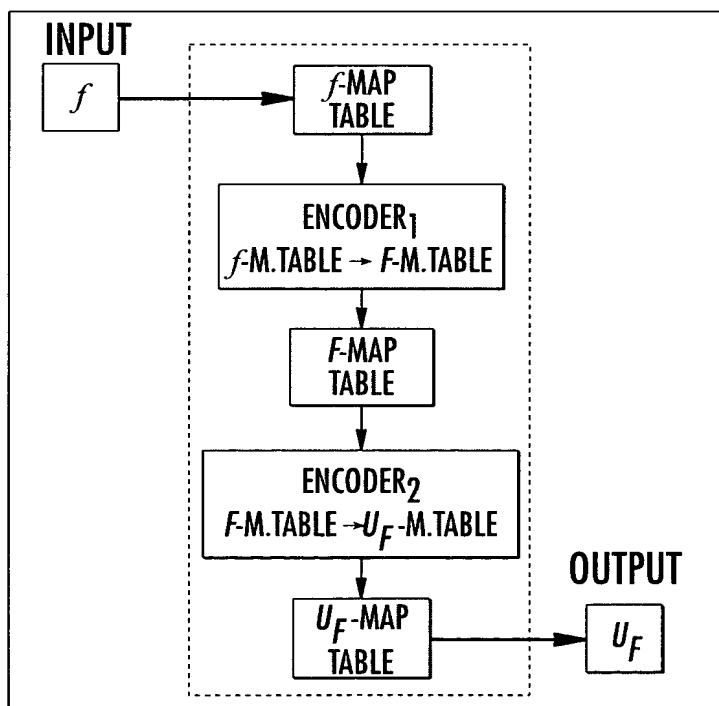 INPUT
f
f-MAP
TABLE
ENCODER1
f-M.TABLE → F-M.TABLE
F-MAP
TABLE
ENCODER2
F-M.TABLE → UF-M.TABLE
UF-MAP
TABLE
OUTPUT
UF